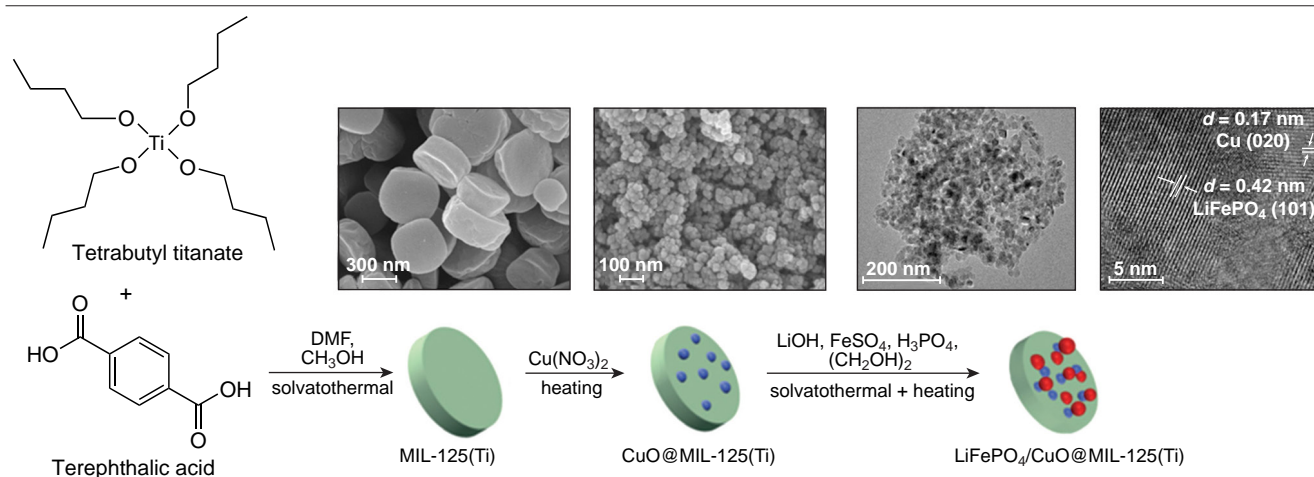 O
O
Ti
O
O
Tetrabutyl titanate
+
O
HO
OH
O
Terephthalic acid
300 nm
100 nm
200 nm
d = 0.17 nm
Cu (020)
d = 0.42 nm
LiFePO₄ (101)
5 nm
DMF,
CH₃OH
solvatothermal
MIL-125(Ti)
Cu(NO₃)₂
heating
CuO@MIL-125(Ti)
LiOH, FeSO₄, H₃PO₄,
(CH₂OH)₂
solvatothermal + heating
LiFePO₄/CuO@MIL-125(Ti)